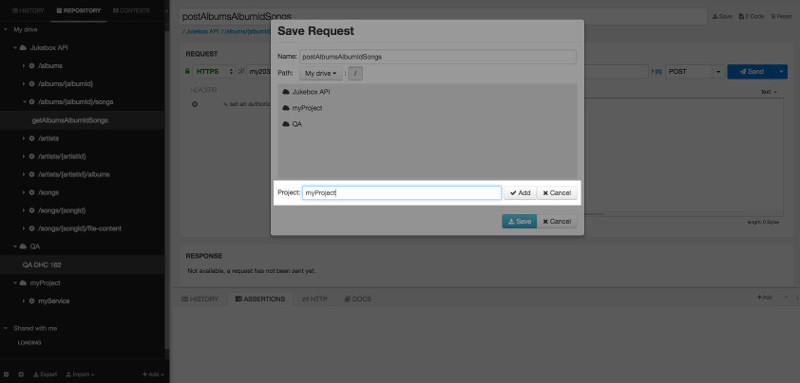 HISTORY REPOSITORY CONTEXTS
My drive
Jukebox API
/albums
/albums/{albumid}
/albums/{albumid}/songs
getAlbumsAlbumidSongs
/artists
/artists/{artistid}
/artists/{artistid}/albums
/songs
/songs/{songid}
/songs/{songid}/file-content
QA
QA DHC 162
myProject
myService
Shared with me
LOADING
Export Import Add
postAlbumsAlbumidSongs
Save 2 Code Reset
/ Jukebox API / /albums/{albumid}
REQUEST
HTTPS :// my203
? {0} POST Send
HEADERS
set an authoriz
text
length: 0 Bytes
Save Request
Name: postAlbumsAlbumidSongs
Path: My drive : /
Jukebox API
myProject
QA
Project: myProject Add Cancel
Save Cancel
RESPONSE
Not available, a request has not been sent yet.
HISTORY ASSERTIONS HTTP DOCS
+ Add